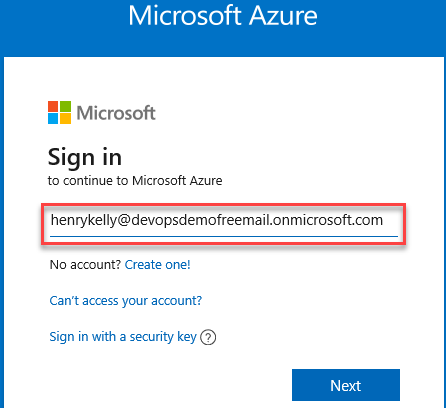 Microsoft Azure
Microsoft
Sign in
to continue to Microsoft Azure
henrykelly@devopsdemofreemail.onmicrosoft.com
No account? Create one!
Can't access your account?
Sign in with a security key ?
Next